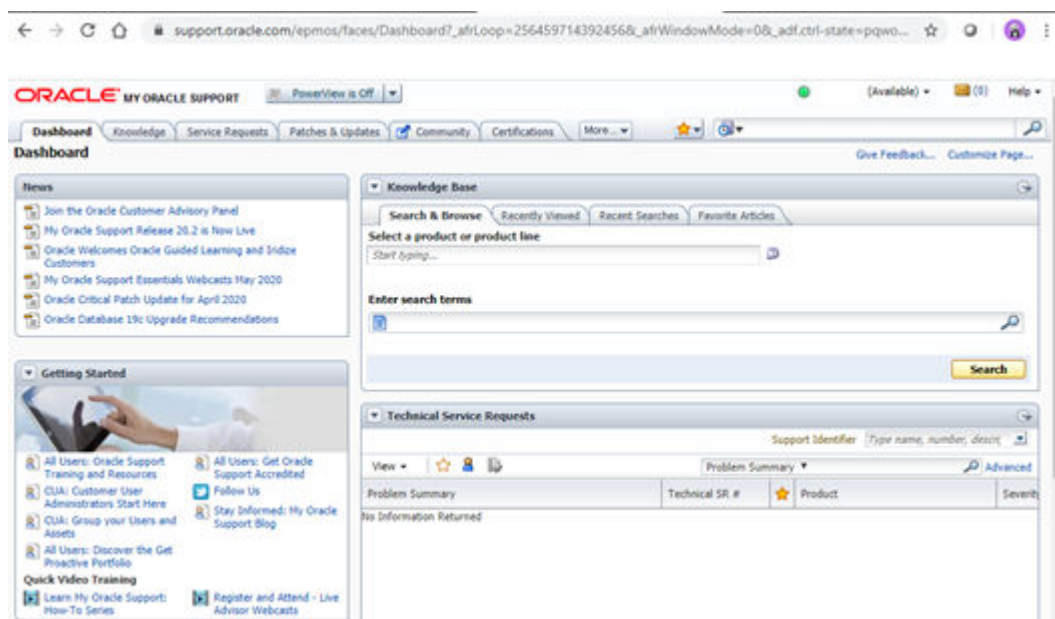 support.oracle.com/epmos/faces/Dashboard?_afrLoop=256459714392456&_afrWindowMode=0&_adf.ctrl-state=pqwo...
ORACLE MY ORACLE SUPPORT PowerView is Off (Available) (0) Help
Dashboard Knowledge Service Requests Patches & Updates Community Certifications More...
Dashboard Give Feedback... Customize Page...
News
Join the Oracle Customer Advisory Panel
My Oracle Support Release 20.2 is Now Live
Oracle Welcomes Oracle Guided Learning and Iridize
Customers
My Oracle Support Essentials Webcasts May 2020
Oracle Critical Patch Update for April 2020
Oracle Database 19c Upgrade Recommendations
Knowledge Base
Search & Browse Recently Viewed Recent Searches Favorite Articles
Select a product or product line
Start typing...
Enter search terms
Search
Getting Started
All Users: Oracle Support
Training and Resources
CUA: Customer User
Administrators Start Here
CUA: Group your Users and
Assets
All Users: Discover the Get
Proactive Portfolio
All Users: Get Oracle
Support Accredited
Follow Us
Stay Informed: My Oracle
Support Blog
Quick Video Training
Learn My Oracle Support:
How-To Series
Register and Attend - Live
Advisor Webcasts
Technical Service Requests
Support Identifier Type name, number, descri
View Problem Summary Advanced
Problem Summary Technical SR # Product Severity
No Information Returned